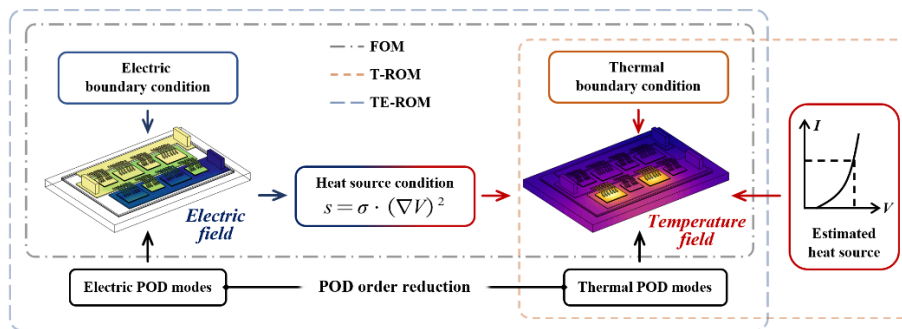 FOM
T-ROM
TE-ROM
Electric
boundary condition
Thermal
boundary condition
Heat source condition
s = σ · (∇V)²
Electric
field
Temperature
field
I
V
Estimated
heat source
Electric POD modes
POD order reduction
Thermal POD modes